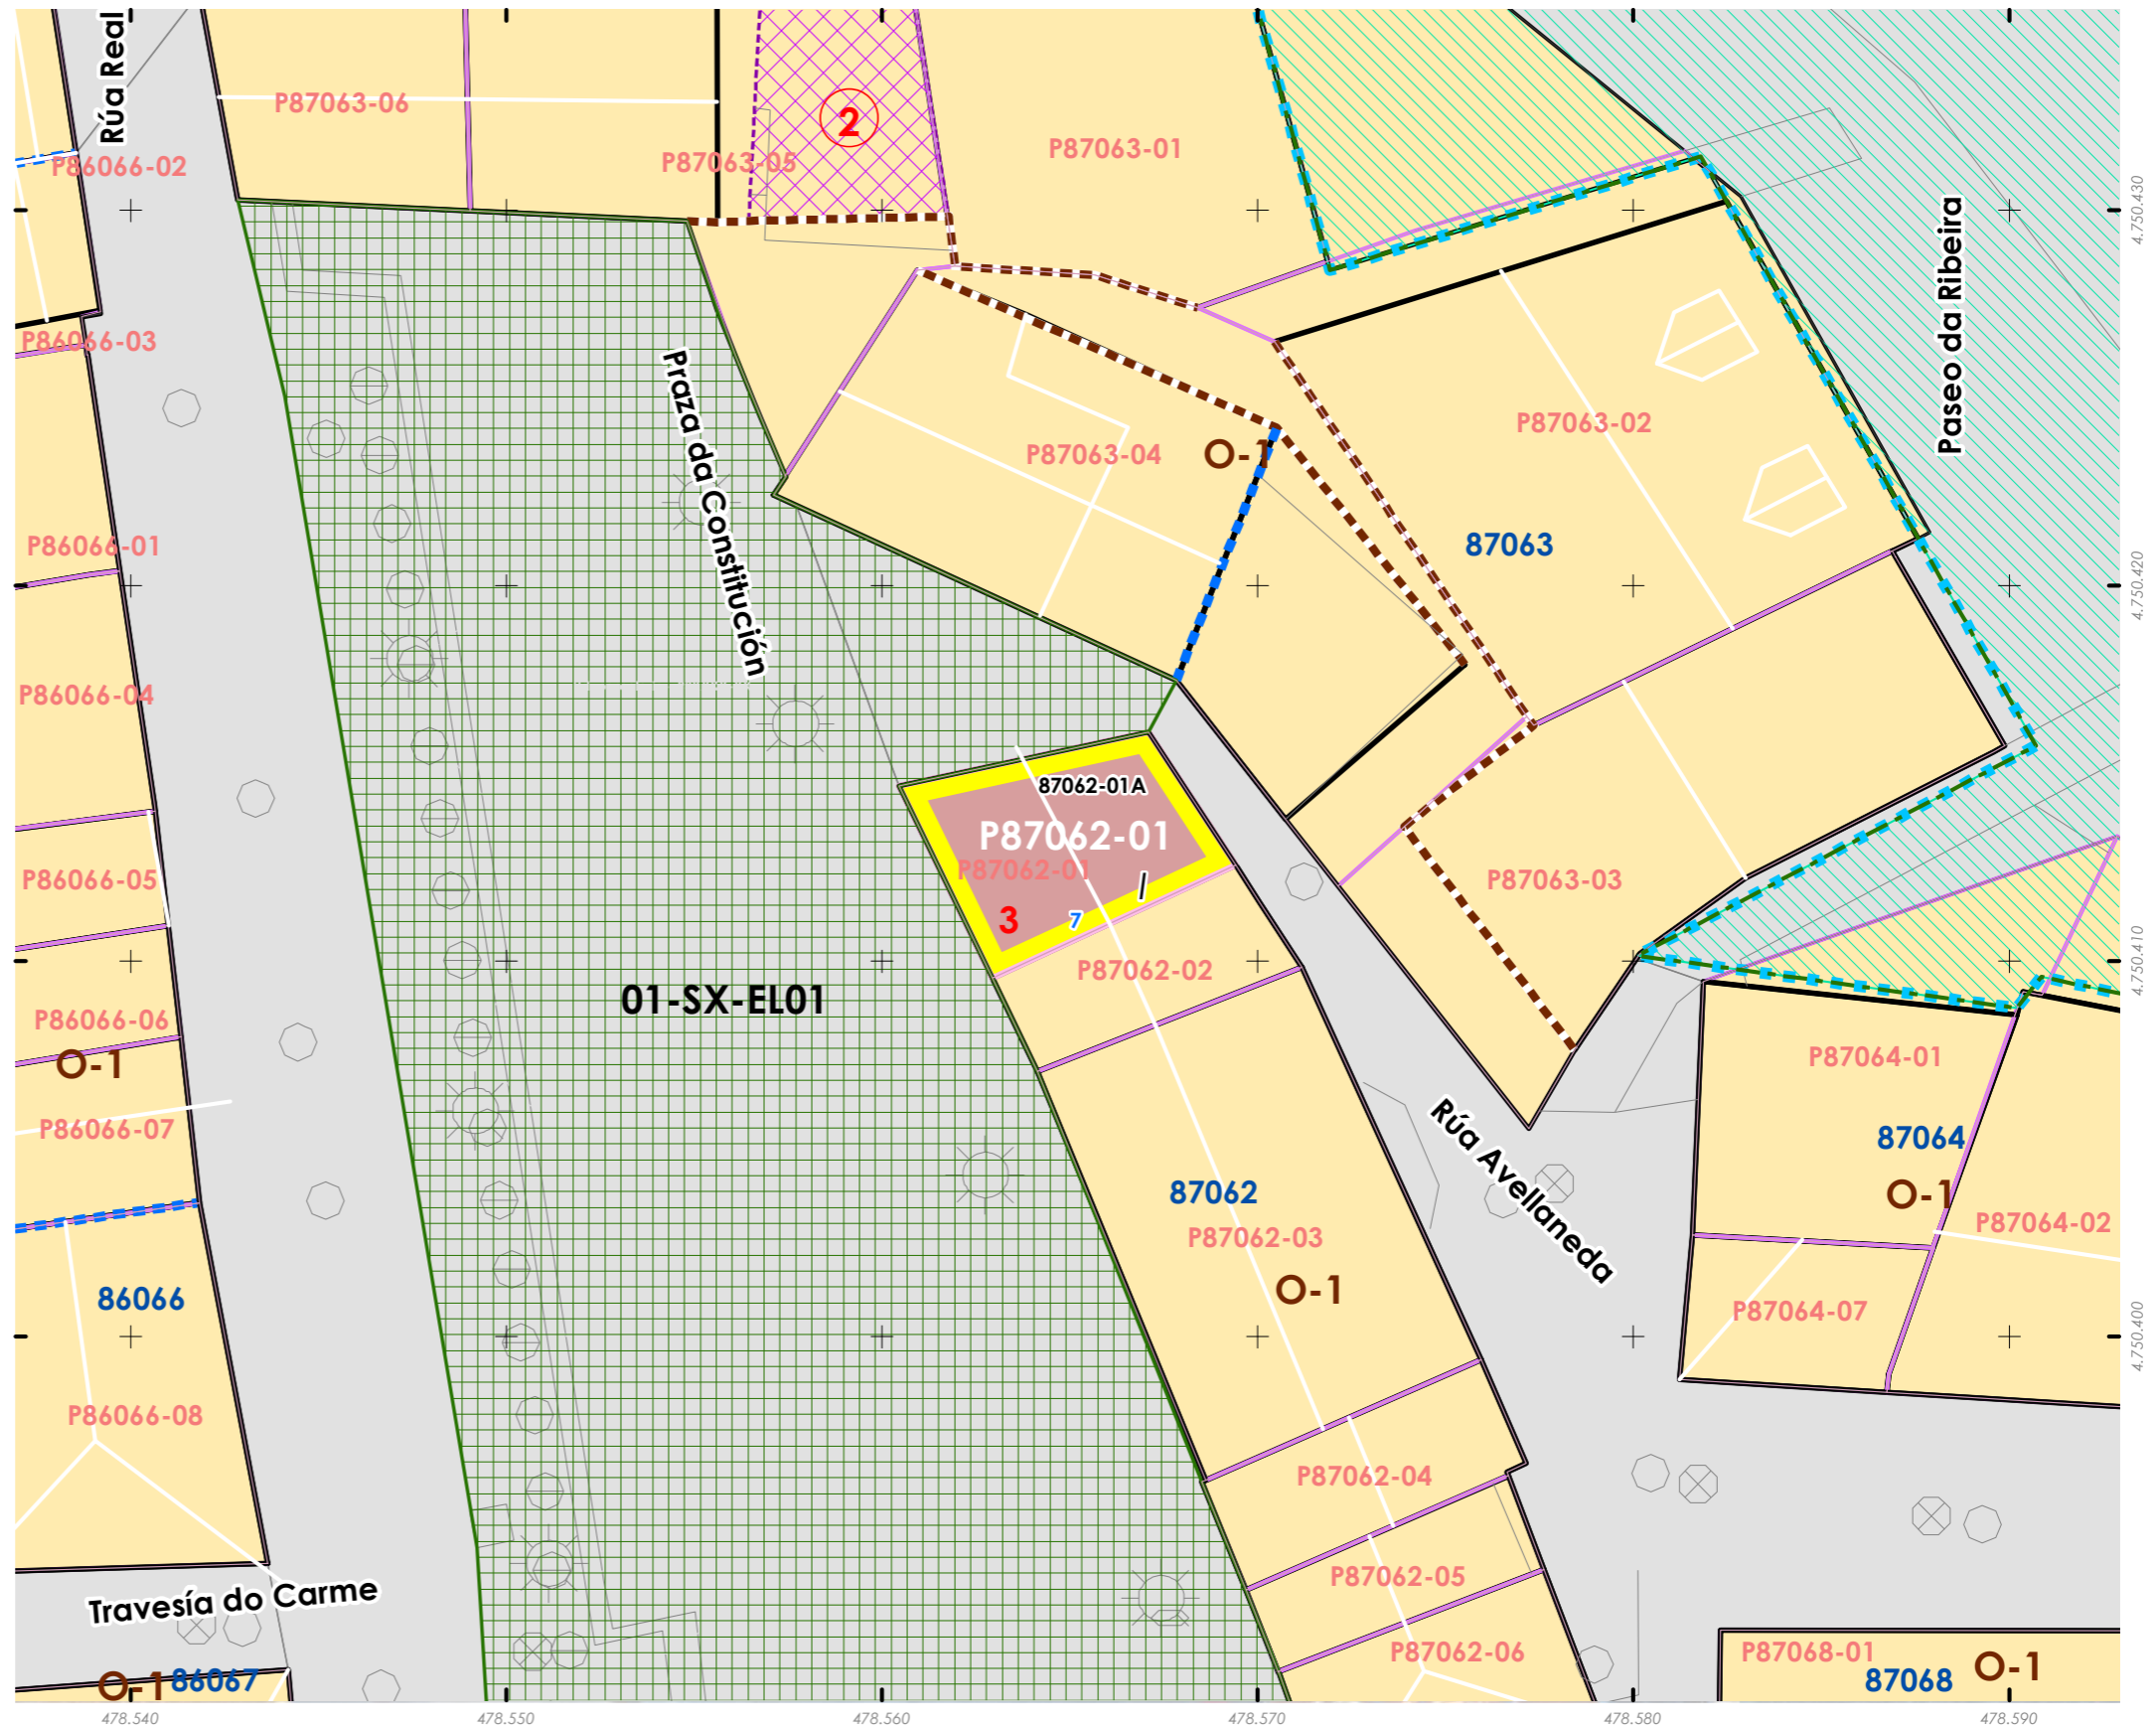 Rúa Real
P87063-06
2
P87063-05
P87063-01
P86066-02
4.750.430
Paseo da Ribeira
P86066-03
Praza da Constitución
P87063-02
P87063-04
O-1
87063
P86066-01
4.750.420
P86066-04
87062-01A
P87062-01
P87062-01
3
7
I
P86066-05
P87063-03
P87062-02
4.750.410
01-SX-EL01
P86066-06
O-1
P87064-01
P86066-07
Rúa Avellaneda
87064
O-1
87062
P87064-02
P87062-03
O-1
86066
P87064-07
4.750.400
P86066-08
P87062-04
P87062-05
Travesía do Carme
P87062-06
P87068-01
O-1
87068
O-1
86067
478.540
478.550
478.560
478.570
478.580
478.590